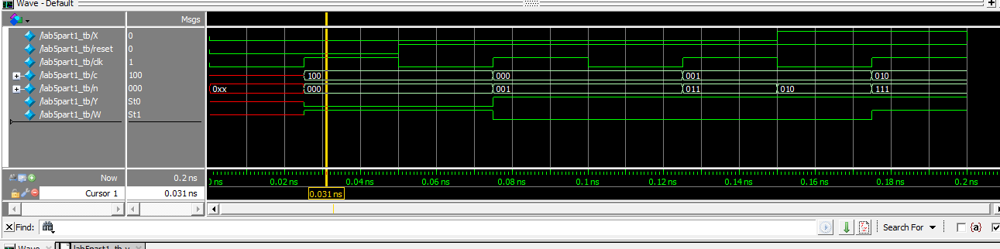 Wave - Default
Msgs
/lab5part1_tb/X 0
/lab5part1_tb/reset 0
/lab5part1_tb/clk 1
/lab5part1_tb/c 100 100 000 001 010
/lab5part1_tb/n 000 0xx 000 001 011 010 111
/lab5part1_tb/Y St0
/lab5part1_tb/W St1
Now 0.2 ns ns 0.02 ns 0.04 ns 0.06 ns 0.08 ns 0.1 ns 0.12 ns 0.14 ns 0.16 ns 0.18 ns 0.2 ns
Cursor 1 0.031 ns 0.031 ns
Find: Search For {a}
Wave lab5part1_tb.v